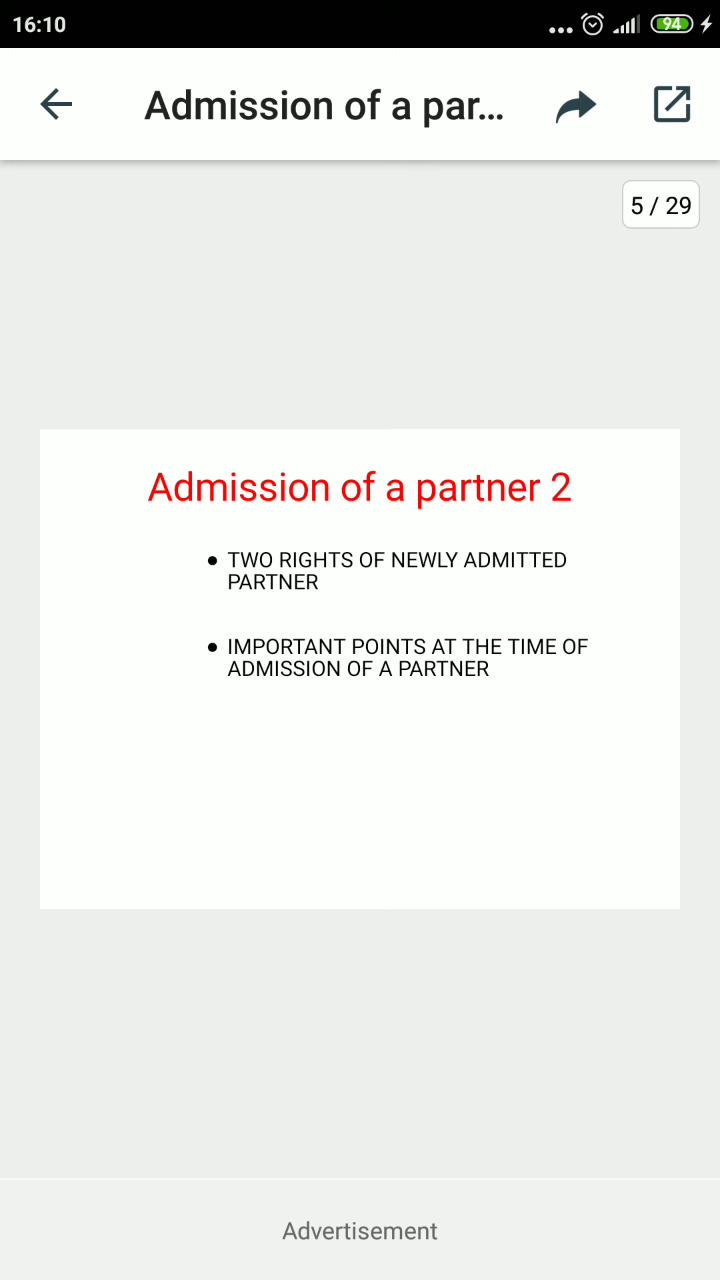 16:10
94
Admission of a par...
5 / 29
Admission of a partner 2
• TWO RIGHTS OF NEWLY ADMITTED
PARTNER
• IMPORTANT POINTS AT THE TIME OF
ADMISSION OF A PARTNER
Advertisement